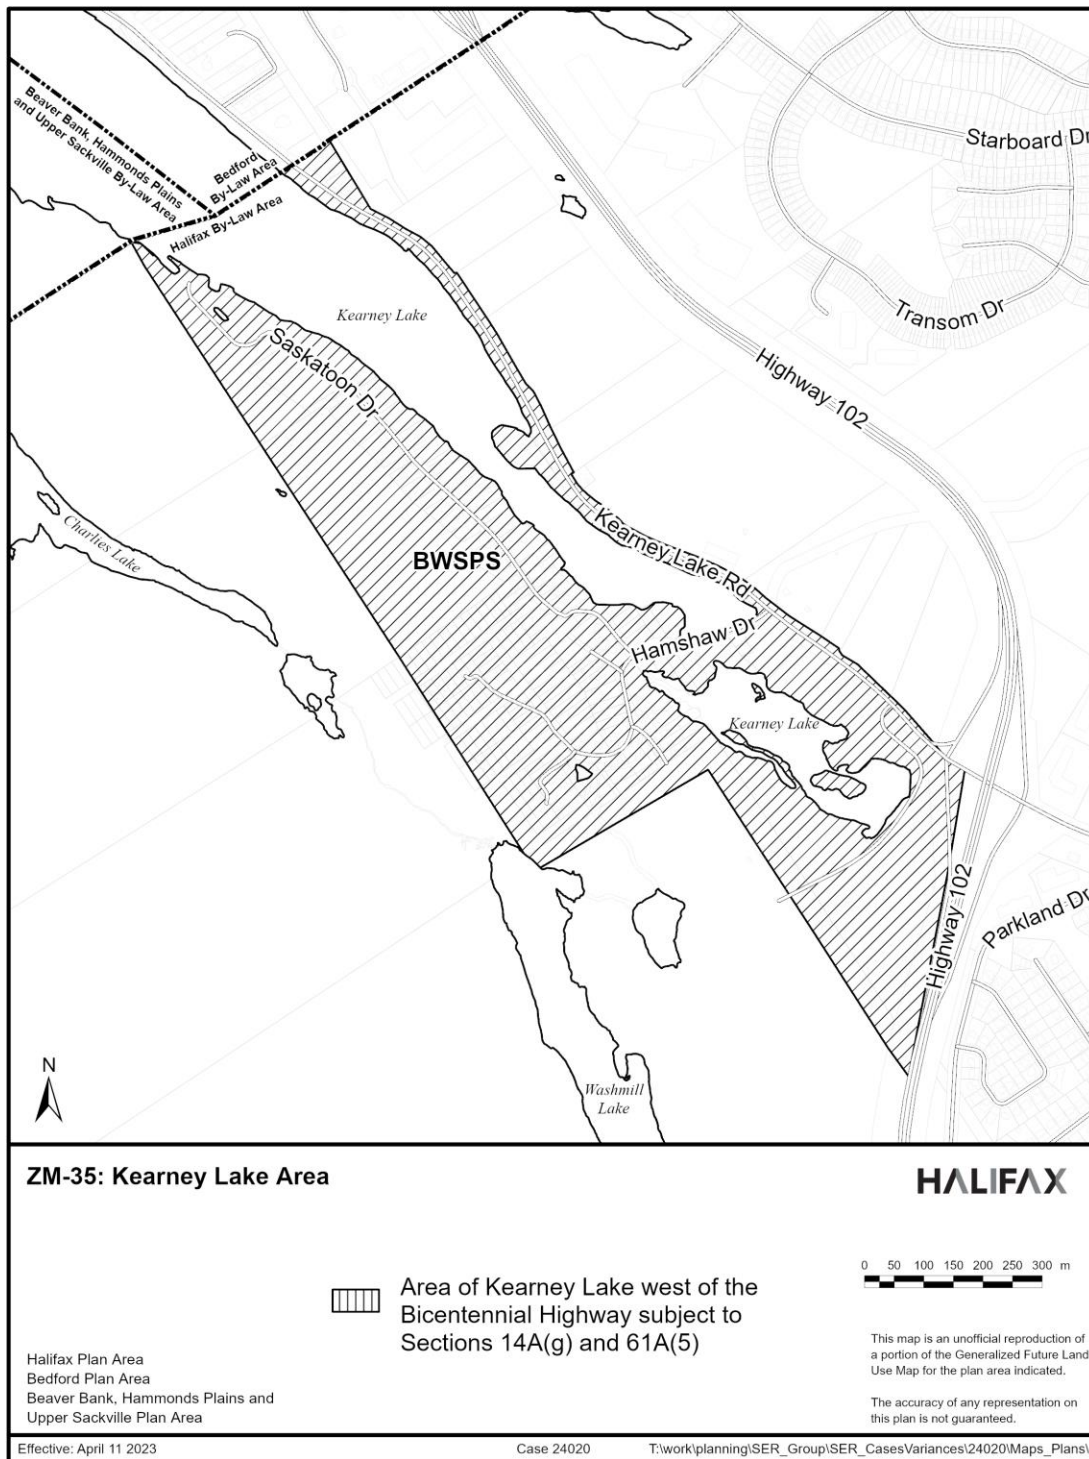 Beaver Bank, Hammonds Plains
and Upper Sackville By-Law Area
Bedford
By-Law Area
Halifax By-Law Area
Starboard Dr
Transom Dr
Kearney Lake
Saskatoon Dr
Highway 102
Charlies Lake
BWSPS
Kearney Lake Rd
Hamshaw Dr
Kearney Lake
Highway 102
Parkland Dr
Washmill
Lake
N
ZM-35: Kearney Lake Area
HALIFAX
0 50 100 150 200 250 300 m
Area of Kearney Lake west of the
Bicentennial Highway subject to
Sections 14A(g) and 61A(5)
Halifax Plan Area
Bedford Plan Area
Beaver Bank, Hammonds Plains and
Upper Sackville Plan Area
This map is an unofficial reproduction of
a portion of the Generalized Future Land
Use Map for the plan area indicated.
The accuracy of any representation on
this plan is not guaranteed.
Effective: April 11 2023
Case 24020
T:\work\planning\SER_Group\SER_CasesVariances\24020\Maps_Plans\